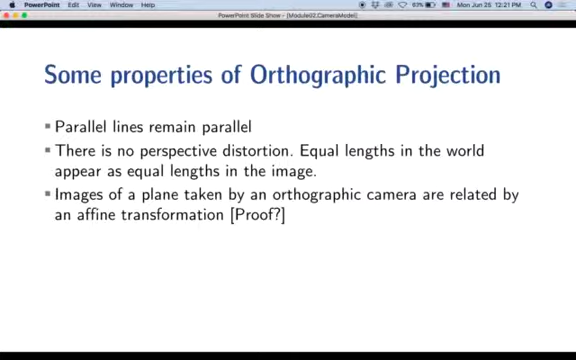 PowerPoint File Edit View Window Help
93% Mon Jun 25 12:21 PM
PowerPoint Slide Show - [Module02.CameraModel]
Some properties of Orthographic Projection
Parallel lines remain parallel
There is no perspective distortion. Equal lengths in the world
appear as equal lengths in the image.
Images of a plane taken by an orthographic camera are related by
an affine transformation [Proof?]